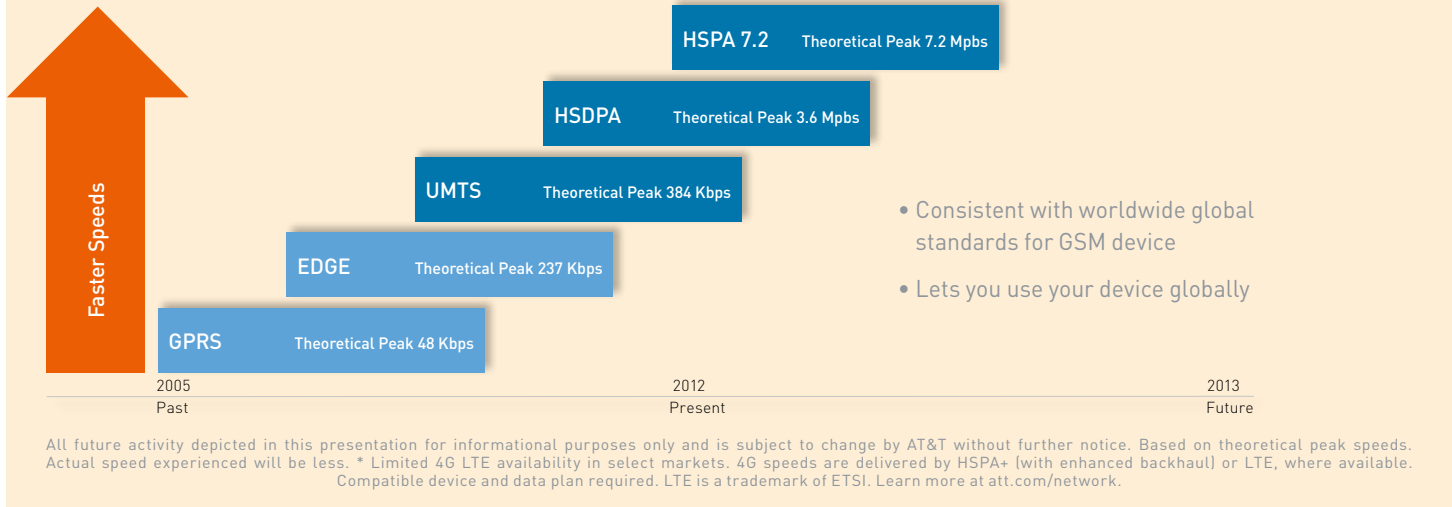 HSPA 7.2 Theoretical Peak 7.2 Mpbs
HSDPA Theoretical Peak 3.6 Mpbs
UMTS Theoretical Peak 384 Kbps
EDGE Theoretical Peak 237 Kbps
GPRS Theoretical Peak 48 Kbps
Faster Speeds
• Consistent with worldwide global
standards for GSM device
• Lets you use your device globally
2005 2012 2013
Past Present Future
All future activity depicted in this presentation for informational purposes only and is subject to change by AT&T without further notice. Based on theoretical peak speeds.
Actual speed experienced will be less. * Limited 4G LTE availability in select markets. 4G speeds are delivered by HSPA+ (with enhanced backhaul) or LTE, where available.
Compatible device and data plan required. LTE is a trademark of ETSI. Learn more at att.com/network.